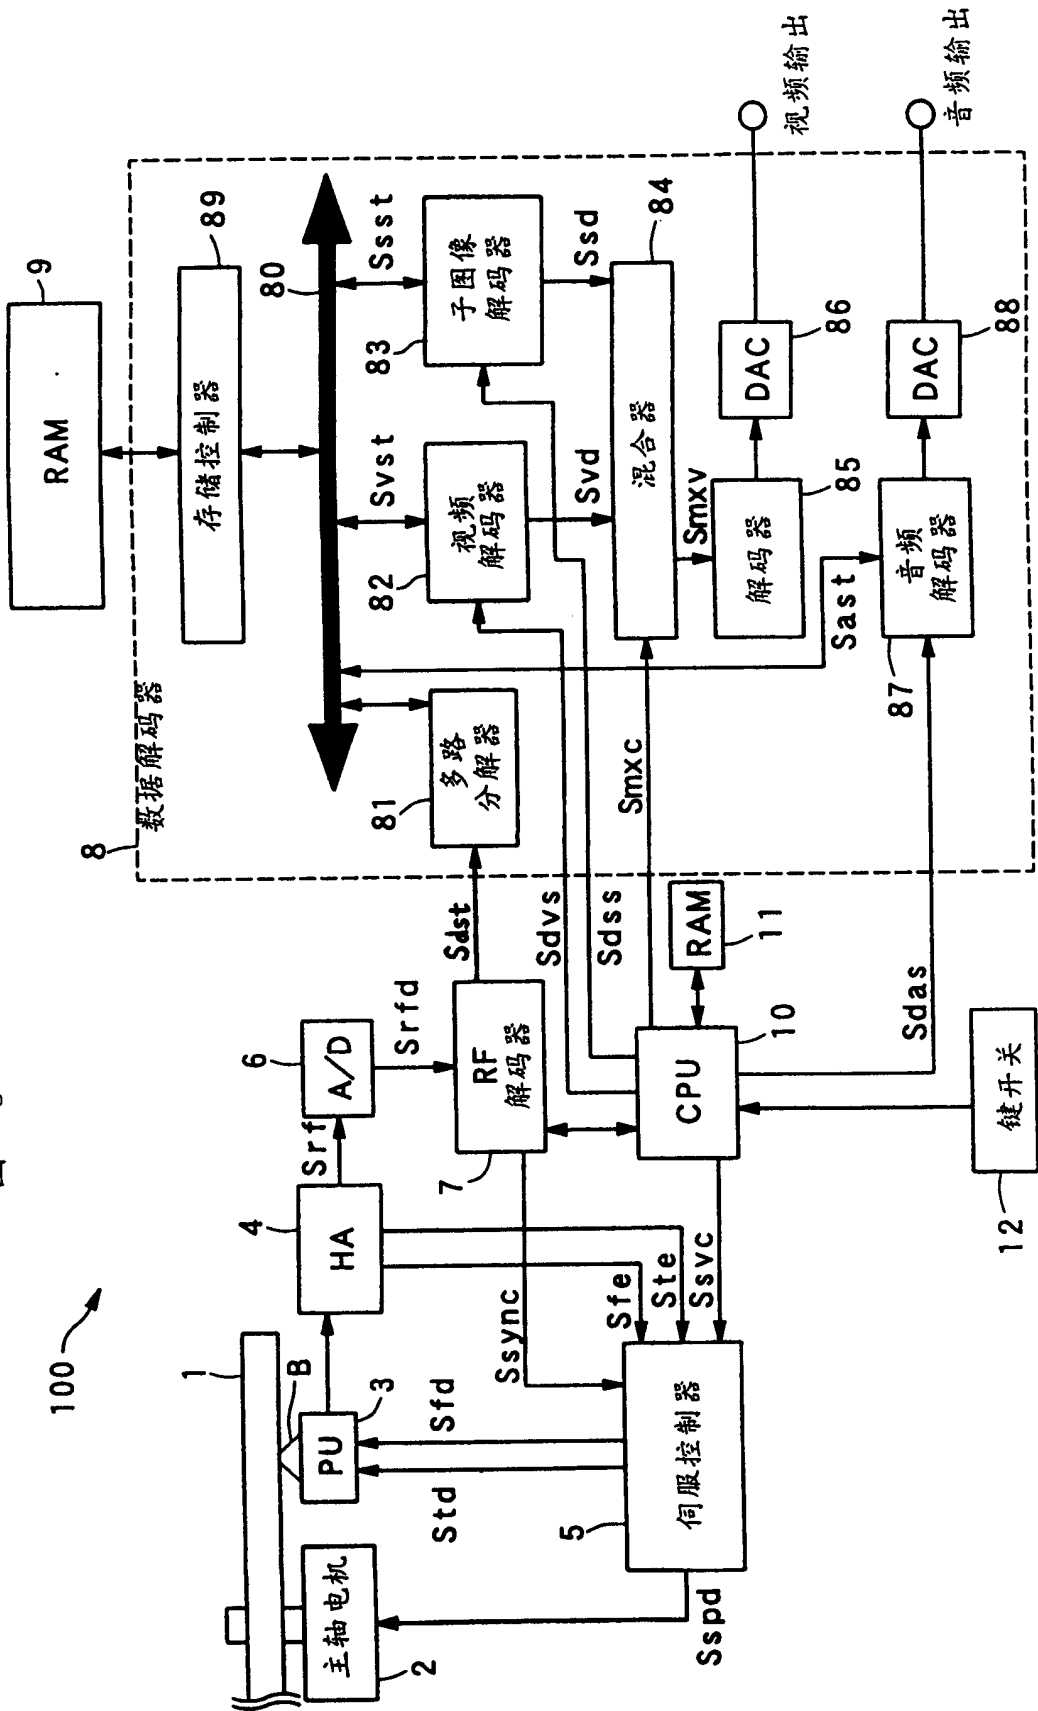 100
1
B
主轴电机
2
PU
3
HA
4
Srf
A/D
6
Srfd
RF
解码器
7
Sdst
Std
Sfd
Ssync
Sfe
Ste
Ssvc
伺服控制器
5
Sspd
CPU
10
RAM
11
键开关
12
Sdvs
Sdss
Smxc
Sdas
8
数据解码器
RAM
9
存储控制器
89
80
多路
分解器
81
Svst
视频
解码器
82
Ssst
子图像
解码器
83
Svd
Ssd
混合器
84
Smxv
解码器
85
DAC
86
视频输出
Sast
音频
解码器
87
DAC
88
音频输出